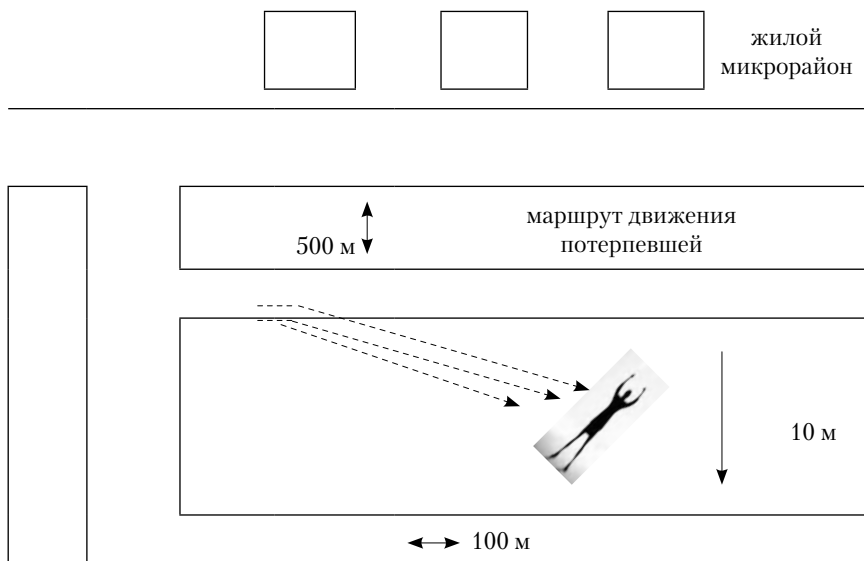 жилой
микрорайон
маршрут движения
потерпевшей
500 м
10 м
100 м